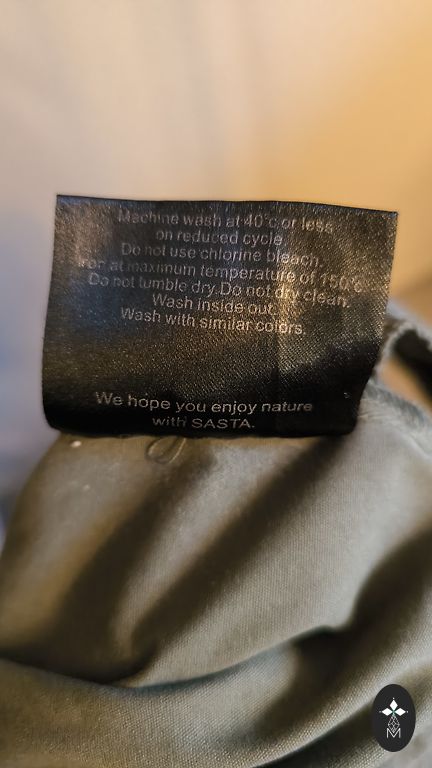 Machine wash at 40°c or less
on reduced cycle
Do not use chlorine bleach.
Iron at maximum temperature of 150°c
Do not tumble dry.Do not dry clean.
Wash inside out.
Wash with similar colors.
We hope you enjoy nature
with SASTA.